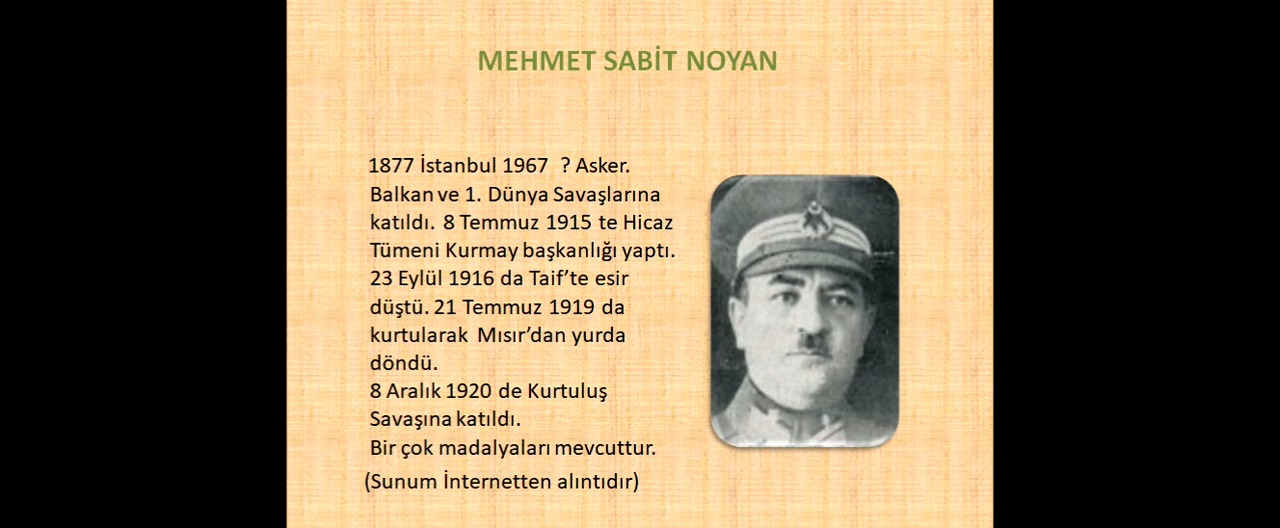 MEHMET SABİT NOYAN
1877 İstanbul 1967 ? Asker.
Balkan ve 1. Dünya Savaşlarına
katıldı. 8 Temmuz 1915 te Hicaz
Tümeni Kurmay başkanlığı yaptı.
23 Eylül 1916 da Taif’te esir
düştü. 21 Temmuz 1919 da
kurtularak Mısır’dan yurda
döndü.
8 Aralık 1920 de Kurtuluş
Savaşına katıldı.
Bir çok madalyaları mevcuttur.
(Sunum İnternetten alıntıdır)